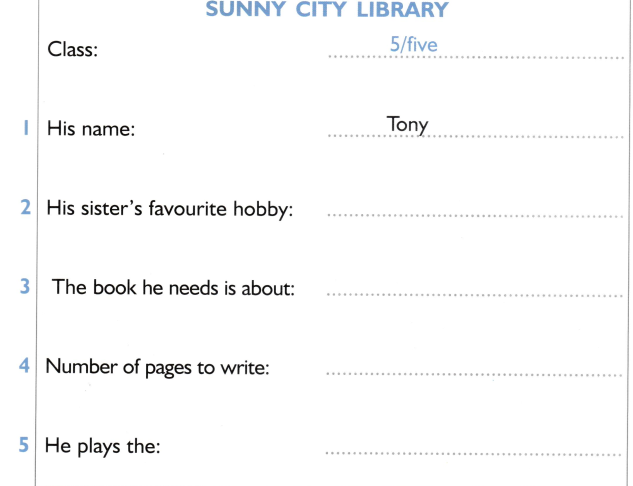 SUNNY CITY LIBRARY
Class: 5/five
1 His name: Tony
2 His sister's favourite hobby:
3 The book he needs is about:
4 Number of pages to write:
5 He plays the: